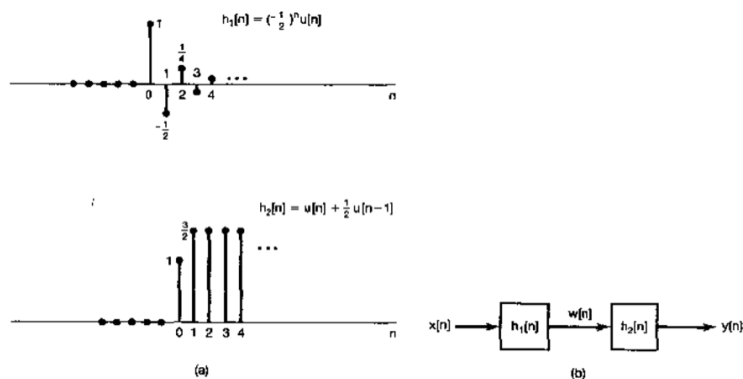 1
h₁[n] = (-1/2)ⁿu[n]
1/4
1 3 ...
0 2 4 n
-1/2
h₂[n] = u[n] + 1/2 u[n-1]
3/2
...
1
0 1 2 3 4 n
(a)
x[n] h₁[n] w[n] h₂[n] y[n]
(b)